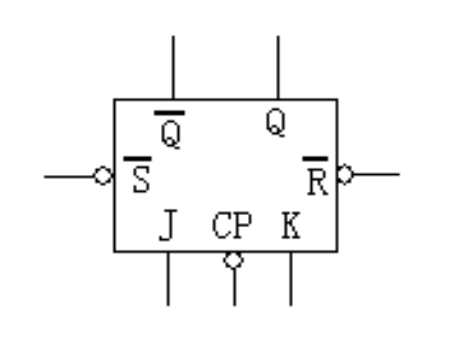 Q̅ Q
S̅ R̅
J CP K